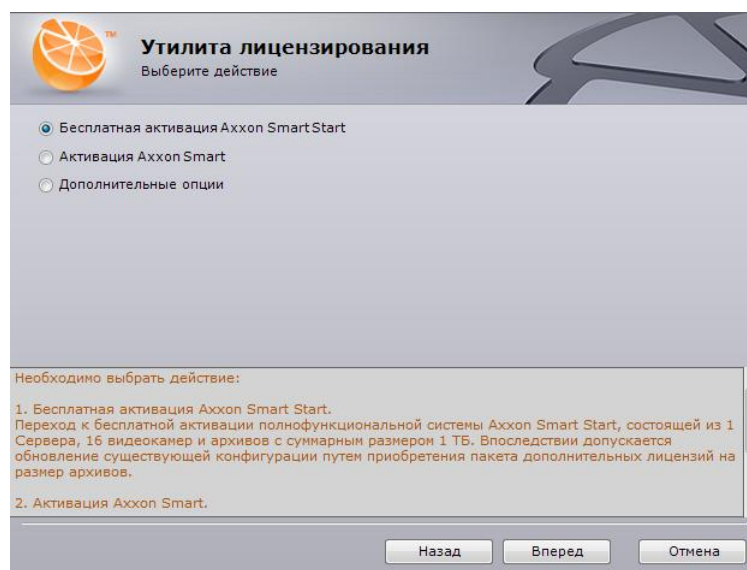 TM
Утилита лицензирования
Выберите действие
Бесплатная активация Axxon Smart Start
Активация Axxon Smart
Дополнительные опции
Необходимо выбрать действие:
1. Бесплатная активация Axxon Smart Start.
Переход к бесплатной активации полнофункциональной системы Axxon Smart Start, состоящей из 1
Сервера, 16 видеокамер и архивов с суммарным размером 1 ТБ. Впоследствии допускается
обновление существующей конфигурации путем приобретения пакета дополнительных лицензий на
размер архивов.
2. Активация Axxon Smart.
Назад
Вперед
Отмена